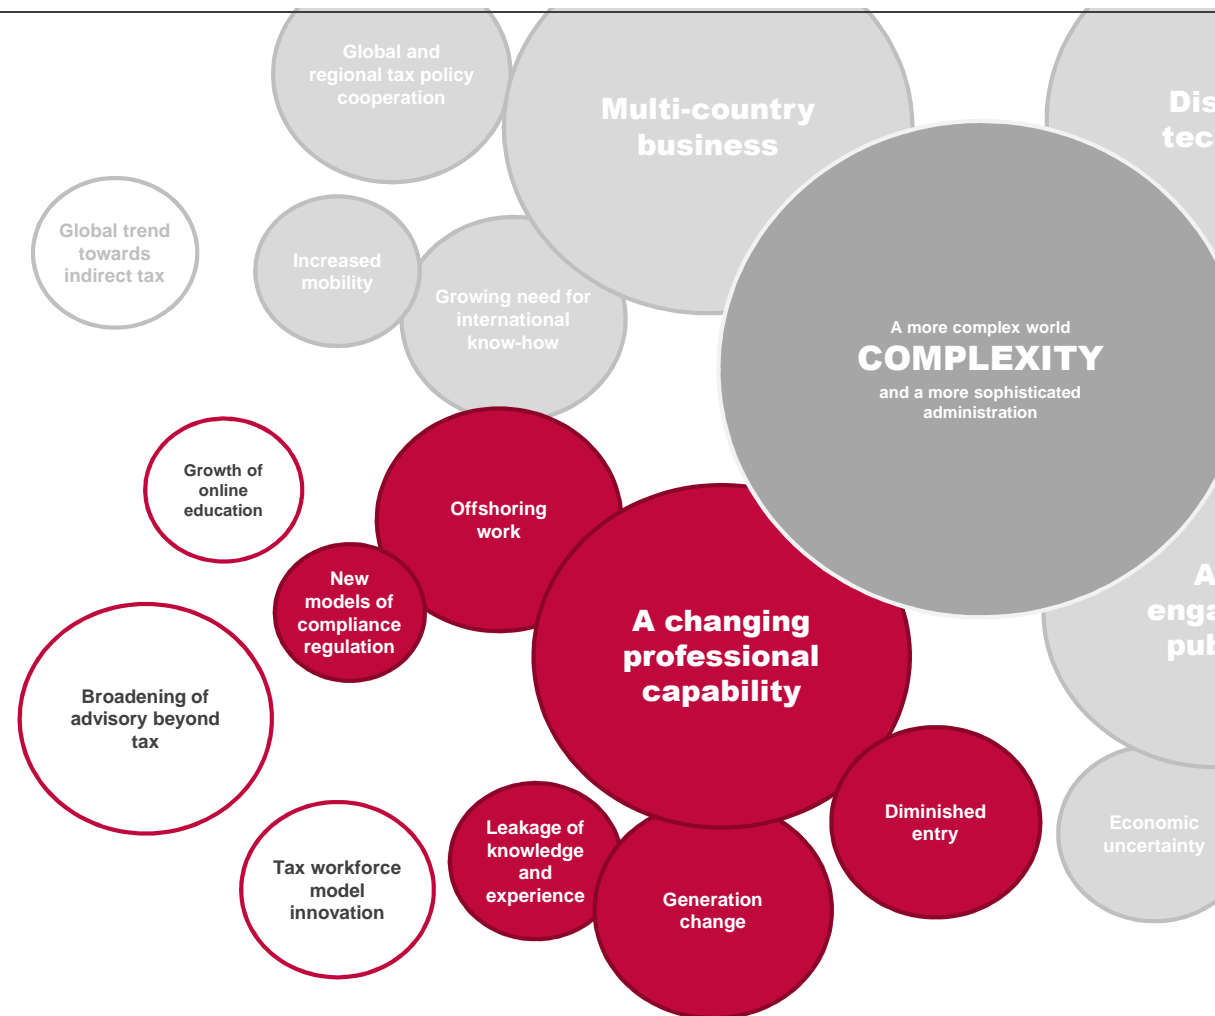 Global and
regional tax policy
cooperation
Multi-country
business
Global trend
towards
indirect tax
Increased
mobility
Growing need for
international
know-how
A more complex world
COMPLEXITY
and a more sophisticated
administration
Growth of
online
education
Offshoring
work
New
models of
compliance
regulation
A changing
professional
capability
Broadening of
advisory beyond
tax
Diminished
entry
Economic
uncertainty
Leakage of
knowledge
and
experience
Tax workforce
model
innovation
Generation
change